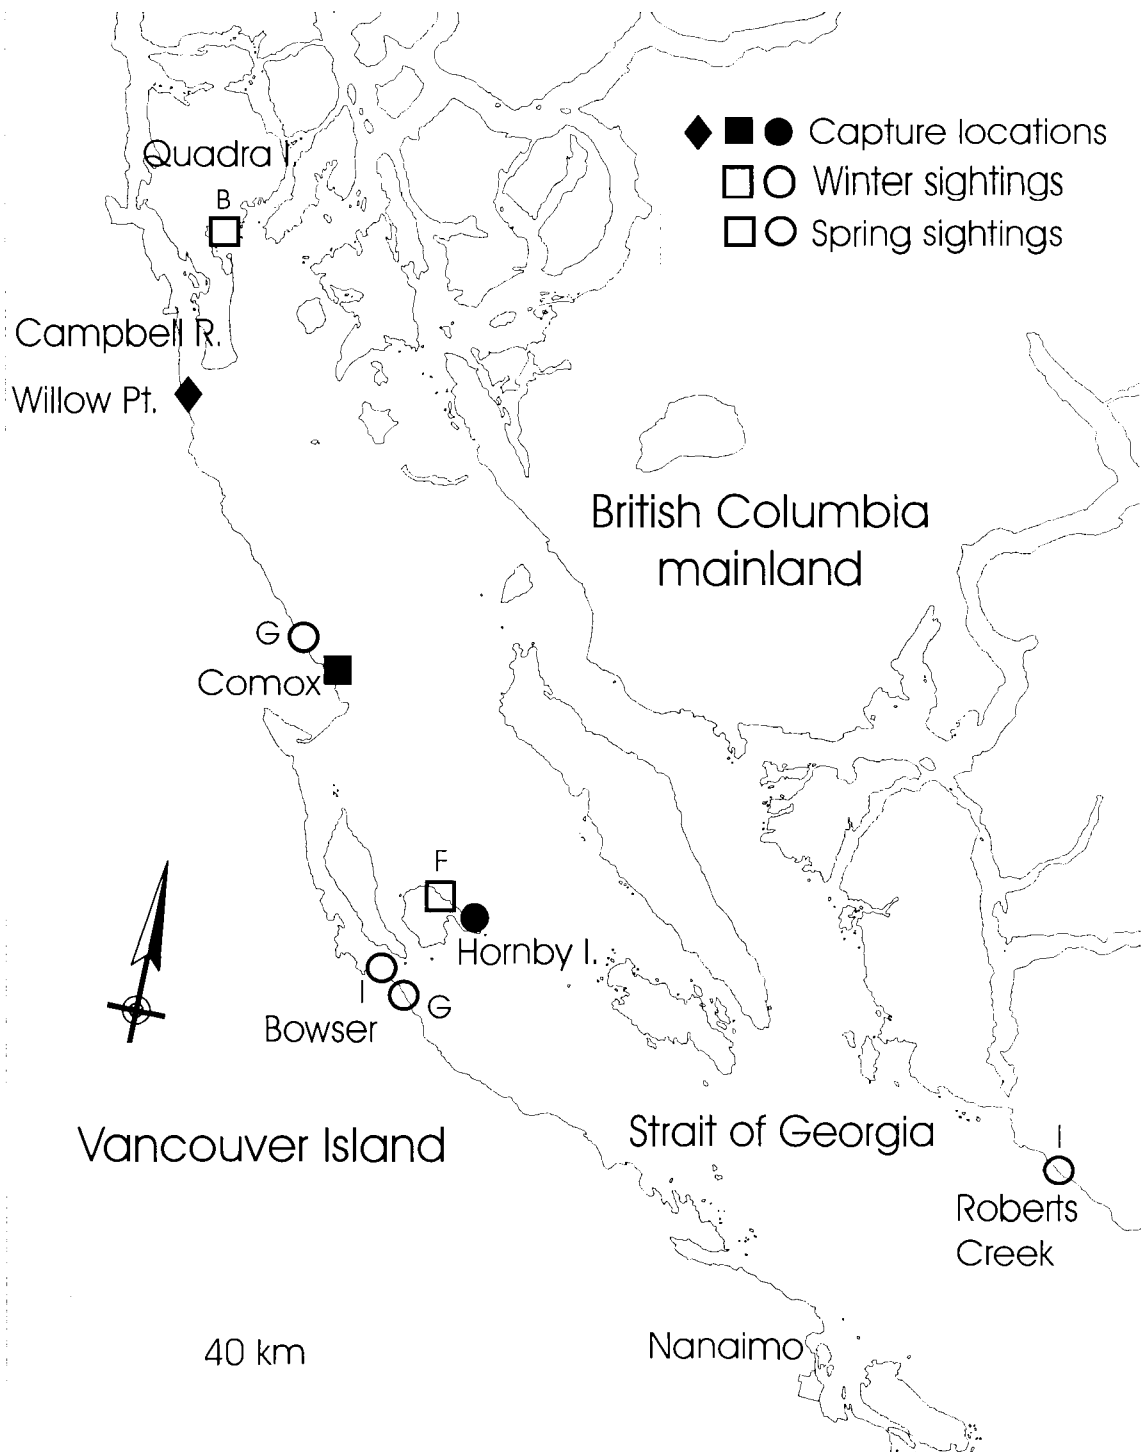 Capture locations
Winter sightings
Spring sightings
Quadra I.
B
Campbell R.
Willow Pt.
British Columbia
mainland
G
Comox
F
Hornby I.
I
G
Bowser
Strait of Georgia
Vancouver Island
I
Roberts
Creek
Nanaimo
40 km